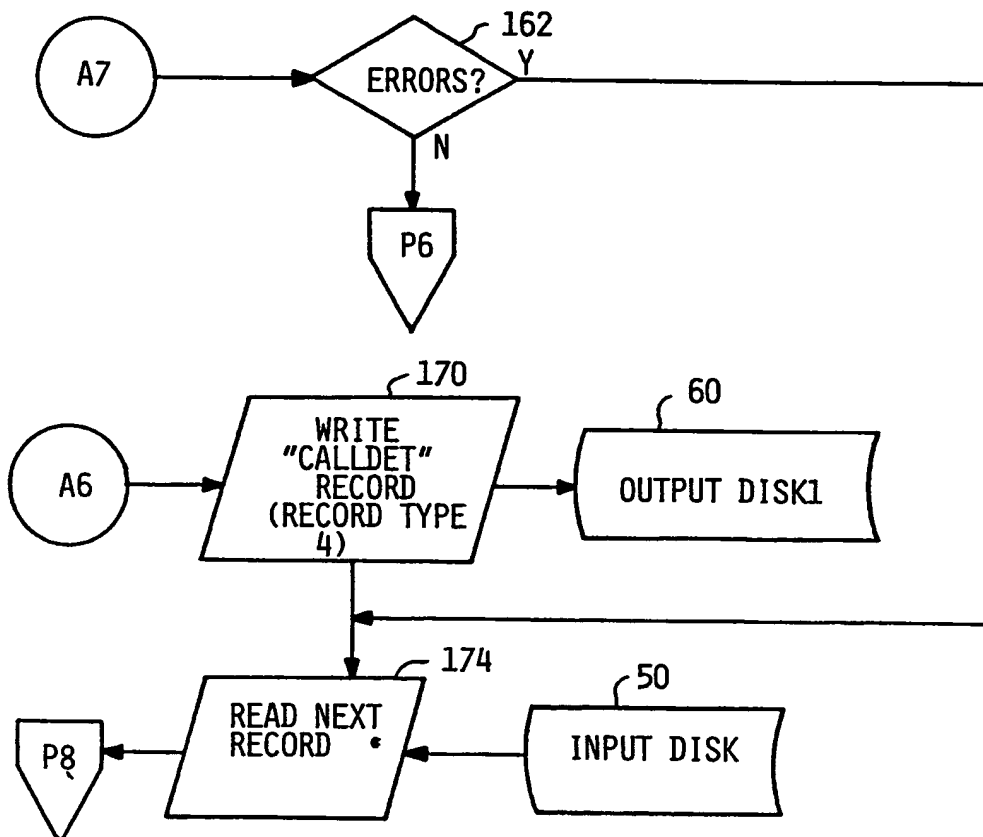 162
A7
ERRORS?
Y
N
P6
170
60
A6
WRITE
"CALLDET"
RECORD
(RECORD TYPE
4)
OUTPUT DISK1
174
50
READ NEXT
RECORD
INPUT DISK
P8